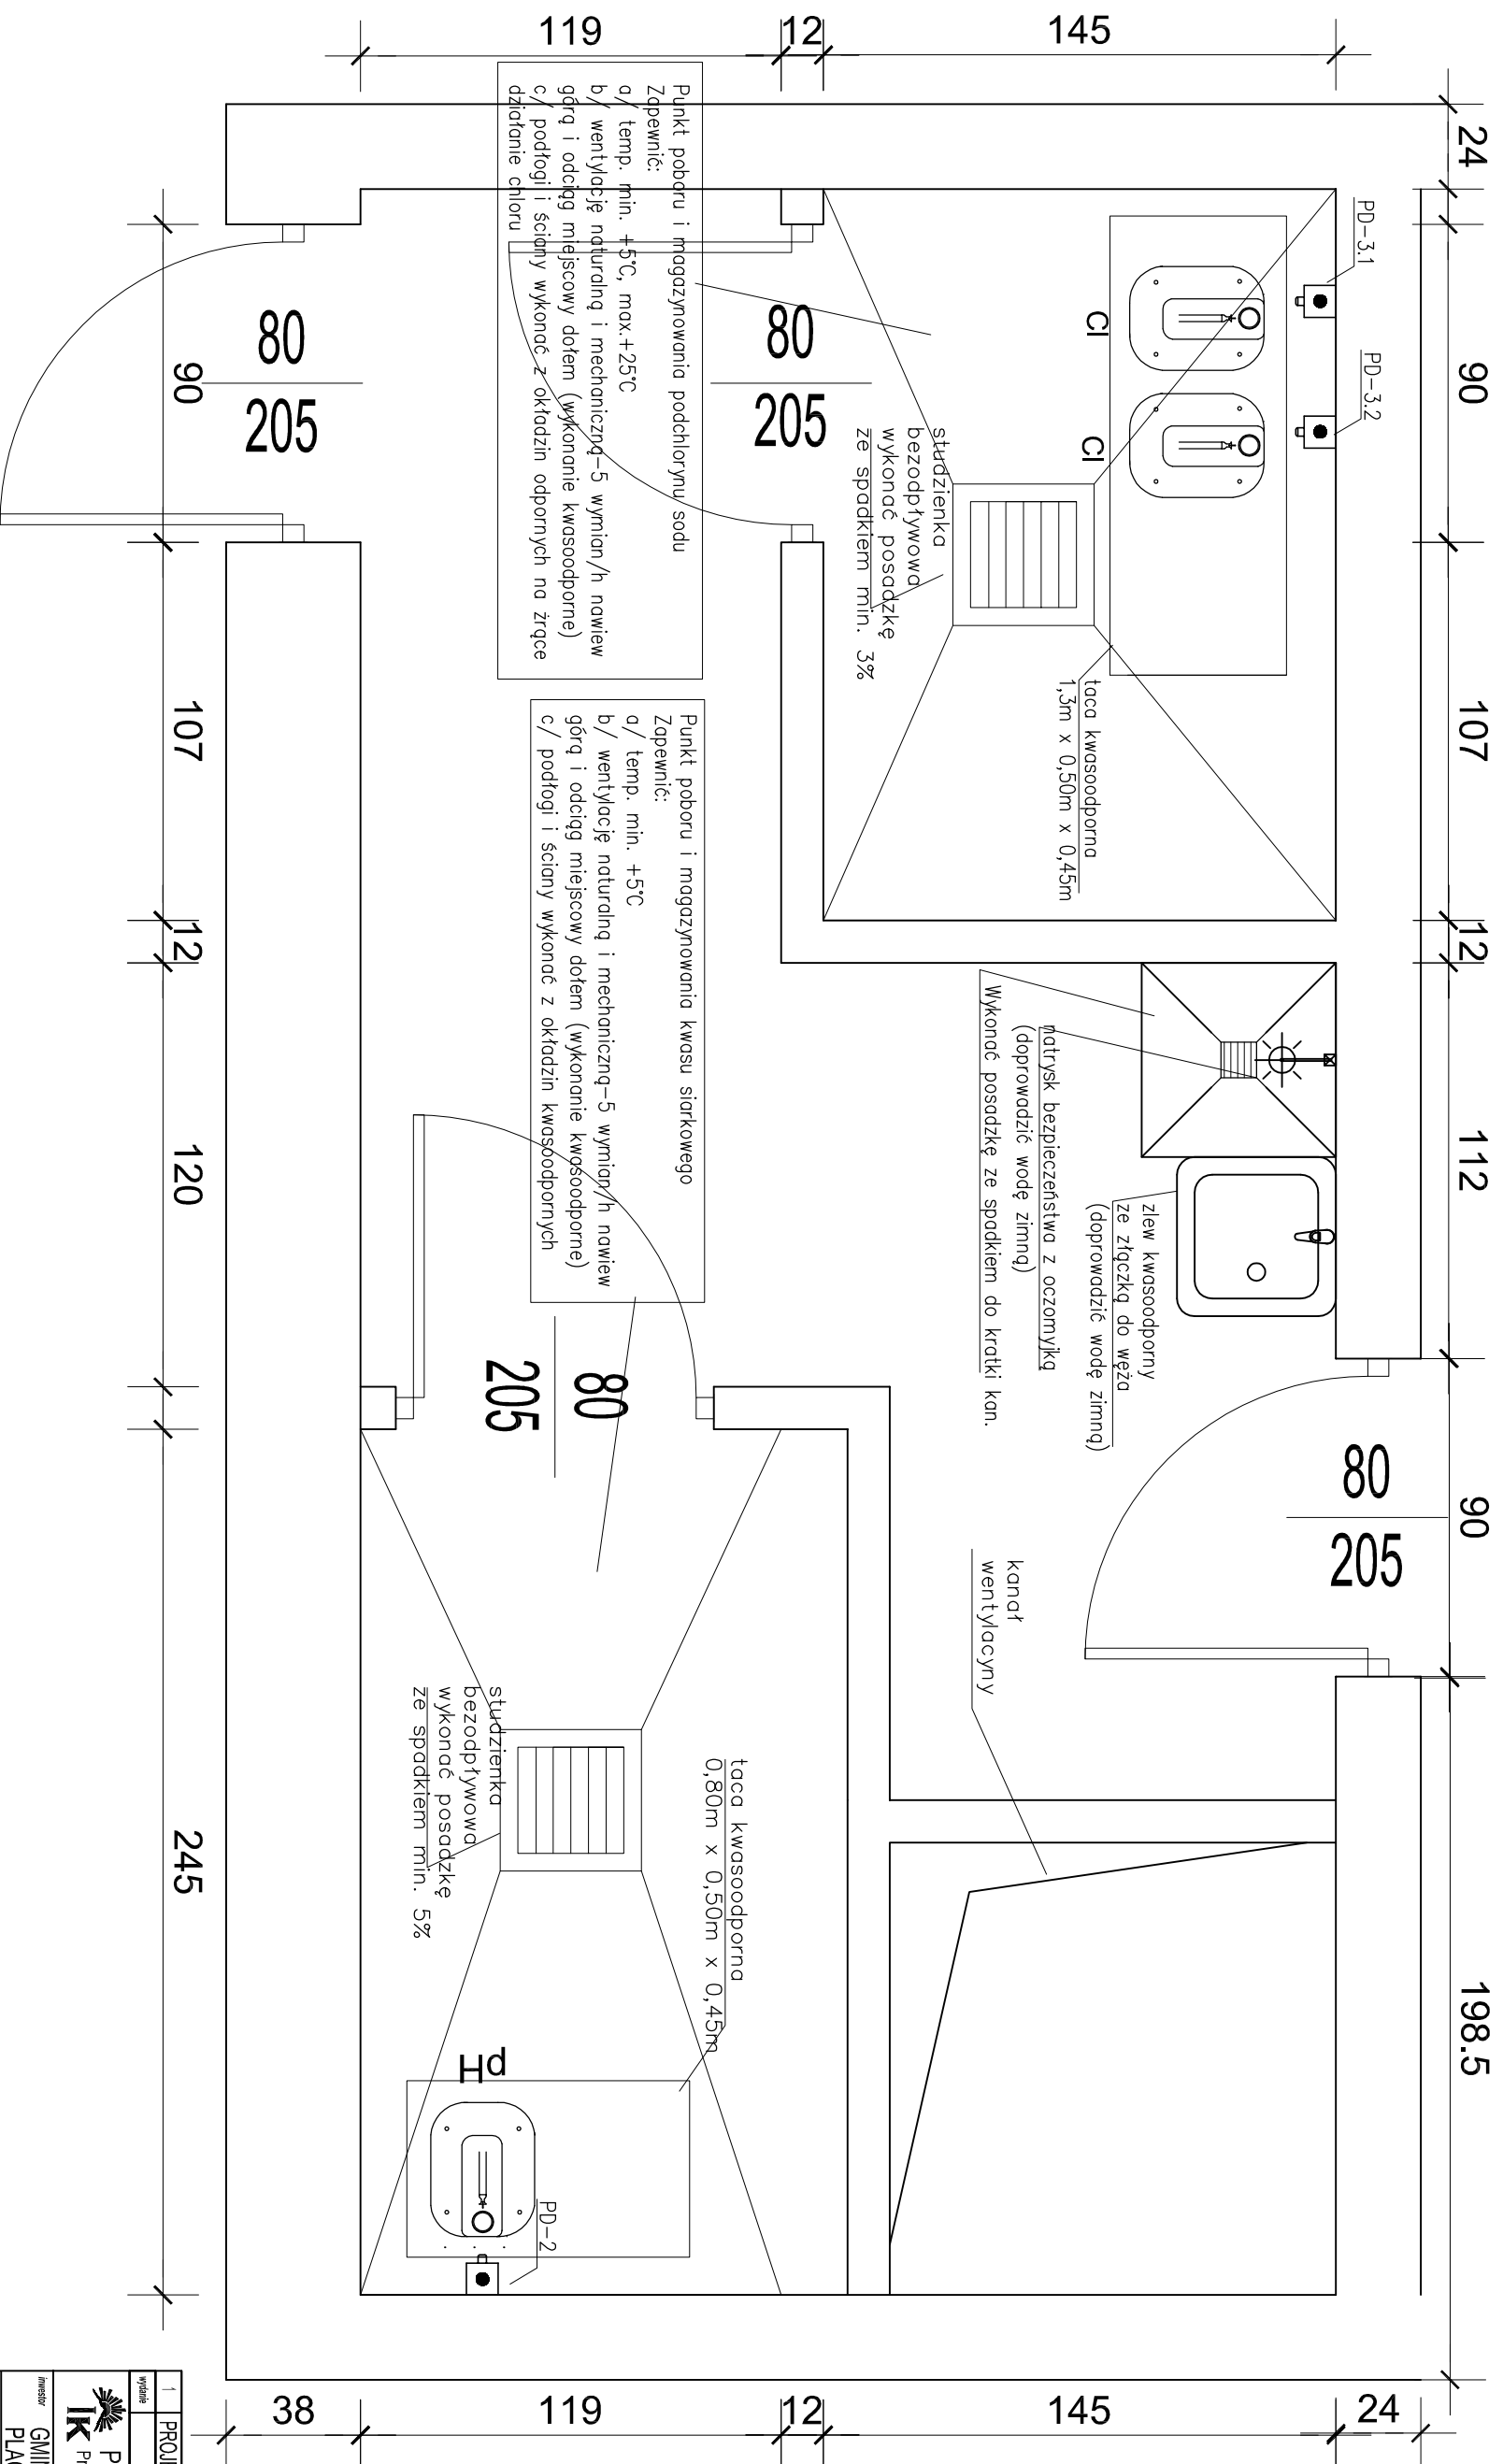 24
90
107
12
112
90
198.5
145
12
119
PD-3.1
PD-3.2
Cl
Cl
taca kwasoodporna
1,3m x 0,50m x 0,45m
studzienka
bezodpływowa
wykonać posadzkę
ze spadkiem min. 3%
80
205
Punkt poboru i magazynowania podchlorynu sodu
Zapewnić:
a/ temp. min. +5°C, max.+25°C
b/ wentylację naturalną i mechaniczną-5 wymian/h nawiew
górą i odciąg miejscowy dołem (wykonanie kwasoodporne)
c/ podłogi i ściany wykonać z okładzin odpornych na żrące
działanie chloru
80
205
zlew kwasoodporny
ze złączką do węża
(doprowadzić wodę zimną)
natrysk bezpieczeństwa z oczomyjką
(doprowadzić wodę zimną)
Wykonać posadzkę ze spadkiem do kratki kan.
80
205
kanał
wentylacyny
Punkt poboru i magazynowania kwasu siarkowego
Zapewnić:
a/ temp. min. +5°C
b/ wentylację naturalną i mechaniczną-5 wymian/h nawiew
górą i odciąg miejscowy dołem (wykonanie kwasoodporne)
c/ podłogi i ściany wykonać z okładzin kwasoodpornych
80
205
taca kwasoodporna
0,80m x 0,50m x 0,45m
studzienka
bezodpływowa
wykonać posadzkę
ze spadkiem min. 5%
pH
PD-2
24
145
12
119
38
90
107
12
120
245
1
PROJ
wydanie
IK
P
Pr
inwestor
GMI
PLA